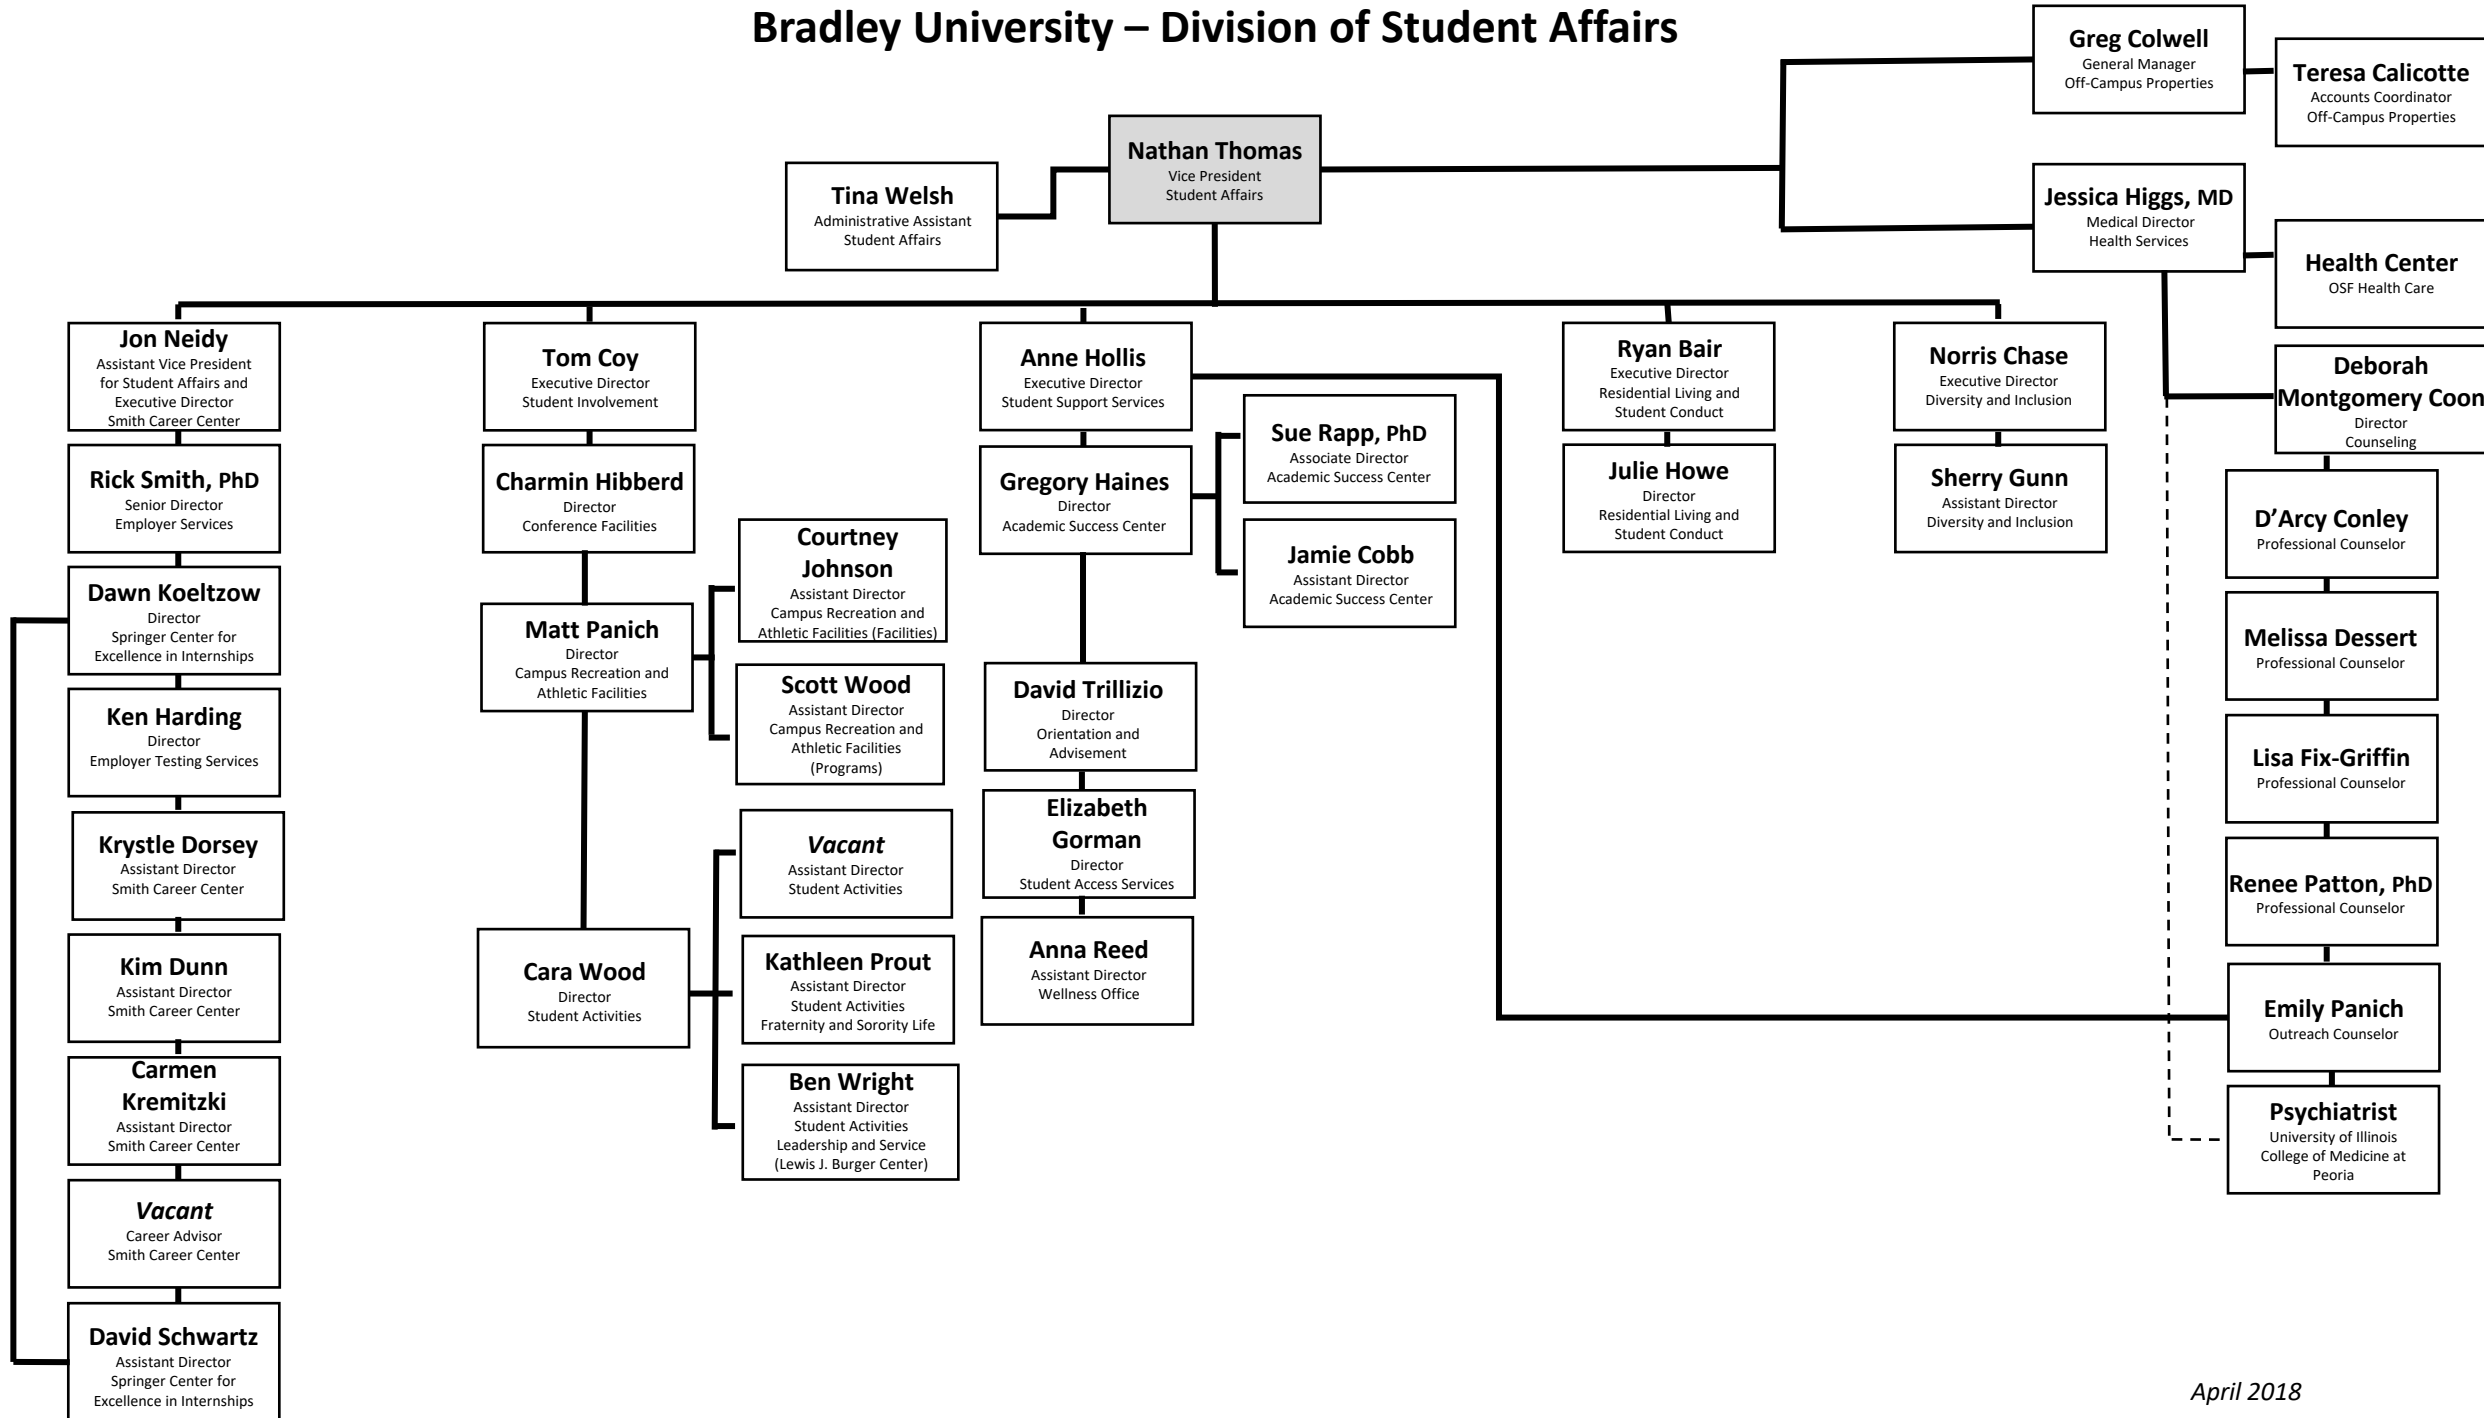 Bradley University – Division of Student Affairs
Greg Colwell
General Manager
Off-Campus Properties
Teresa Calicotte
Accounts Coordinator
Off-Campus Properties
Nathan Thomas
Vice President
Student Affairs
Tina Welsh
Administrative Assistant
Student Affairs
Jessica Higgs, MD
Medical Director
Health Services
Health Center
OSF Health Care
Jon Neidy
Assistant Vice President
for Student Affairs and
Executive Director
Smith Career Center
Rick Smith, PhD
Senior Director
Employer Services
Dawn Koeltzow
Director
Springer Center for
Excellence in Internships
Ken Harding
Director
Employer Testing Services
Krystle Dorsey
Assistant Director
Smith Career Center
Kim Dunn
Assistant Director
Smith Career Center
Carmen
Kremitzki
Assistant Director
Smith Career Center
Vacant
Career Advisor
Smith Career Center
David Schwartz
Assistant Director
Springer Center for
Excellence in Internships
Tom Coy
Executive Director
Student Involvement
Charmin Hibberd
Director
Conference Facilities
Matt Panich
Director
Campus Recreation and
Athletic Facilities
Courtney
Johnson
Assistant Director
Campus Recreation and
Athletic Facilities (Facilities)
Scott Wood
Assistant Director
Campus Recreation and
Athletic Facilities
(Programs)
Cara Wood
Director
Student Activities
Vacant
Assistant Director
Student Activities
Kathleen Prout
Assistant Director
Student Activities
Fraternity and Sorority Life
Ben Wright
Assistant Director
Student Activities
Leadership and Service
(Lewis J. Burger Center)
Anne Hollis
Executive Director
Student Support Services
Gregory Haines
Director
Academic Success Center
Sue Rapp, PhD
Associate Director
Academic Success Center
Jamie Cobb
Assistant Director
Academic Success Center
David Trillizio
Director
Orientation and
Advisement
Elizabeth
Gorman
Director
Student Access Services
Anna Reed
Assistant Director
Wellness Office
Ryan Bair
Executive Director
Residential Living and
Student Conduct
Julie Howe
Director
Residential Living and
Student Conduct
Norris Chase
Executive Director
Diversity and Inclusion
Sherry Gunn
Assistant Director
Diversity and Inclusion
Deborah
Montgomery Coon
Director
Counseling
D’Arcy Conley
Professional Counselor
Melissa Dessert
Professional Counselor
Lisa Fix-Griffin
Professional Counselor
Renee Patton, PhD
Professional Counselor
Emily Panich
Outreach Counselor
Psychiatrist
University of Illinois
College of Medicine at
Peoria
April 2018